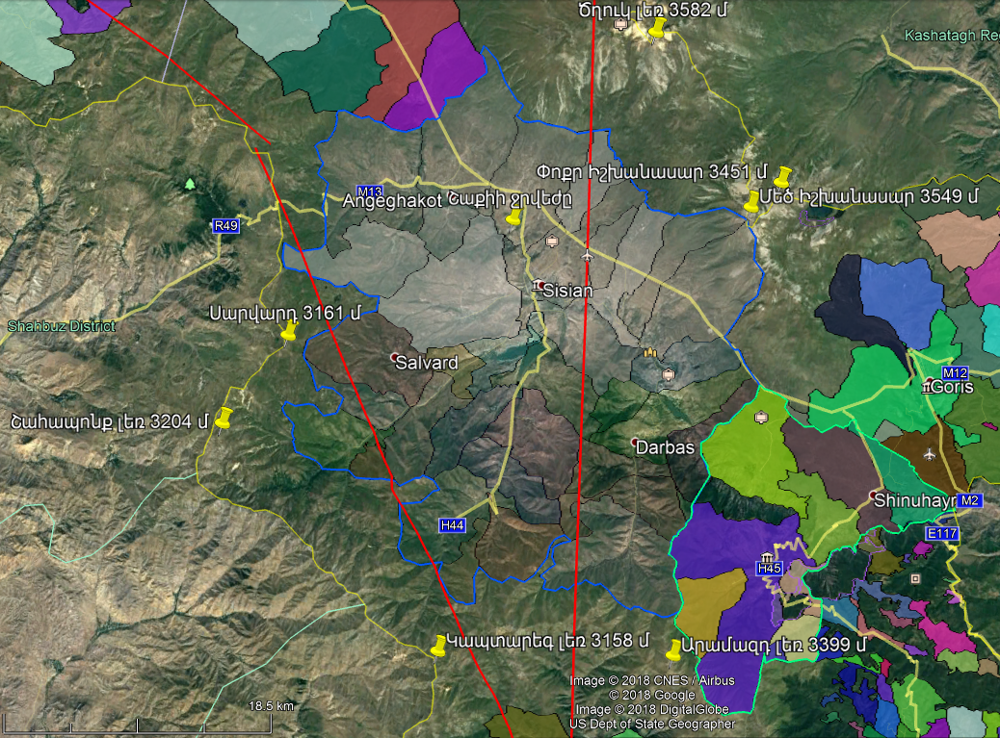 Ծղուկ լեռ 3582 մ
Kashatagh Re
Փոքր Իշխանասար 3451 մ
M13
Angeghakot
Շաքիի ջրվեժը
Մեծ Իշխանասար 3549 մ
R49
Sisian
Սարվարդ 3161 մ
Shahbuz District
Salvard
M12
Goris
Շահապոնք լեռ 3204 մ
Darbas
Shinuhayr
M2
H44
E117
H45
Կապտարեգ լեռ 3158 մ
Արամազդ լեռ 3399 մ
Image © 2018 CNES / Airbus
© 2018 Google
Image © 2018 DigitalGlobe
US Dept of State Geographer
18.5 km